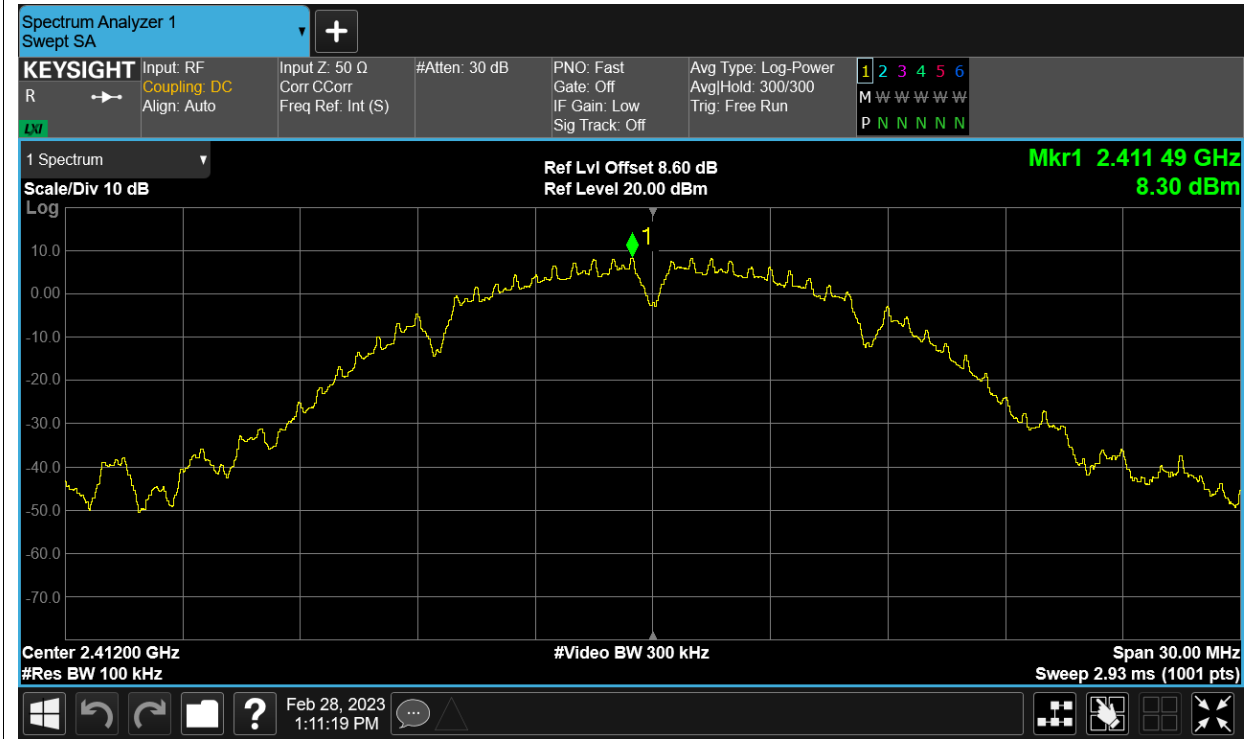 Spectrum Analyzer 1
Swept SA
KEYSIGHT
R
LXI
Input: RF
Coupling: DC
Align: Auto
Input Z: 50 Ω
Corr CCorr
Freq Ref: Int (S)
#Atten: 30 dB
PNO: Fast
Gate: Off
IF Gain: Low
Sig Track: Off
Avg Type: Log-Power
Avg|Hold: 300/300
Trig: Free Run
1 2 3 4 5 6
M W W W W W W
P N N N N N N
1 Spectrum
Scale/Div 10 dB
Log
Ref Lvl Offset 8.60 dB
Ref Level 20.00 dBm
Mkr1 2.411 49 GHz
8.30 dBm
1
10.0
0.00
-10.0
-20.0
-30.0
-40.0
-50.0
-60.0
-70.0
Center 2.41200 GHz
#Res BW 100 kHz
#Video BW 300 kHz
Span 30.00 MHz
Sweep 2.93 ms (1001 pts)
?
Feb 28, 2023
1:11:19 PM